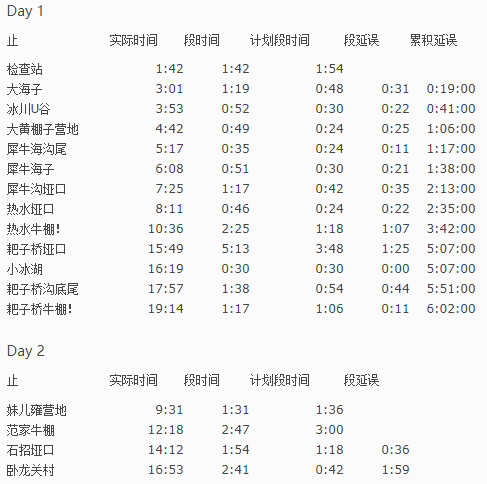 Day 1
止 实际时间 段时间 计划段时间 段延误 累积延误
检查站 1:42 1:42 1:54
大海子 3:01 1:19 0:48 0:31 0:19:00
冰川U谷 3:53 0:52 0:30 0:22 0:41:00
大黄棚子营地 4:42 0:49 0:24 0:25 1:06:00
犀牛海沟尾 5:17 0:35 0:24 0:11 1:17:00
犀牛海子 6:08 0:51 0:30 0:21 1:38:00
犀牛沟垭口 7:25 1:17 0:42 0:35 2:13:00
热水垭口 8:11 0:46 0:24 0:22 2:35:00
热水牛棚! 10:36 2:25 1:18 1:07 3:42:00
耙子桥垭口 15:49 5:13 3:48 1:25 5:07:00
小冰湖 16:19 0:30 0:30 0:00 5:07:00
耙子桥沟底尾 17:57 1:38 0:54 0:44 5:51:00
耙子桥牛棚! 19:14 1:17 1:06 0:11 6:02:00
Day 2
止 实际时间 段时间 计划段时间 段延误
妹儿雍营地 9:31 1:31 1:36
范家牛棚 12:18 2:47 3:00
石招垭口 14:12 1:54 1:18 0:36
卧龙关村 16:53 2:41 0:42 1:59